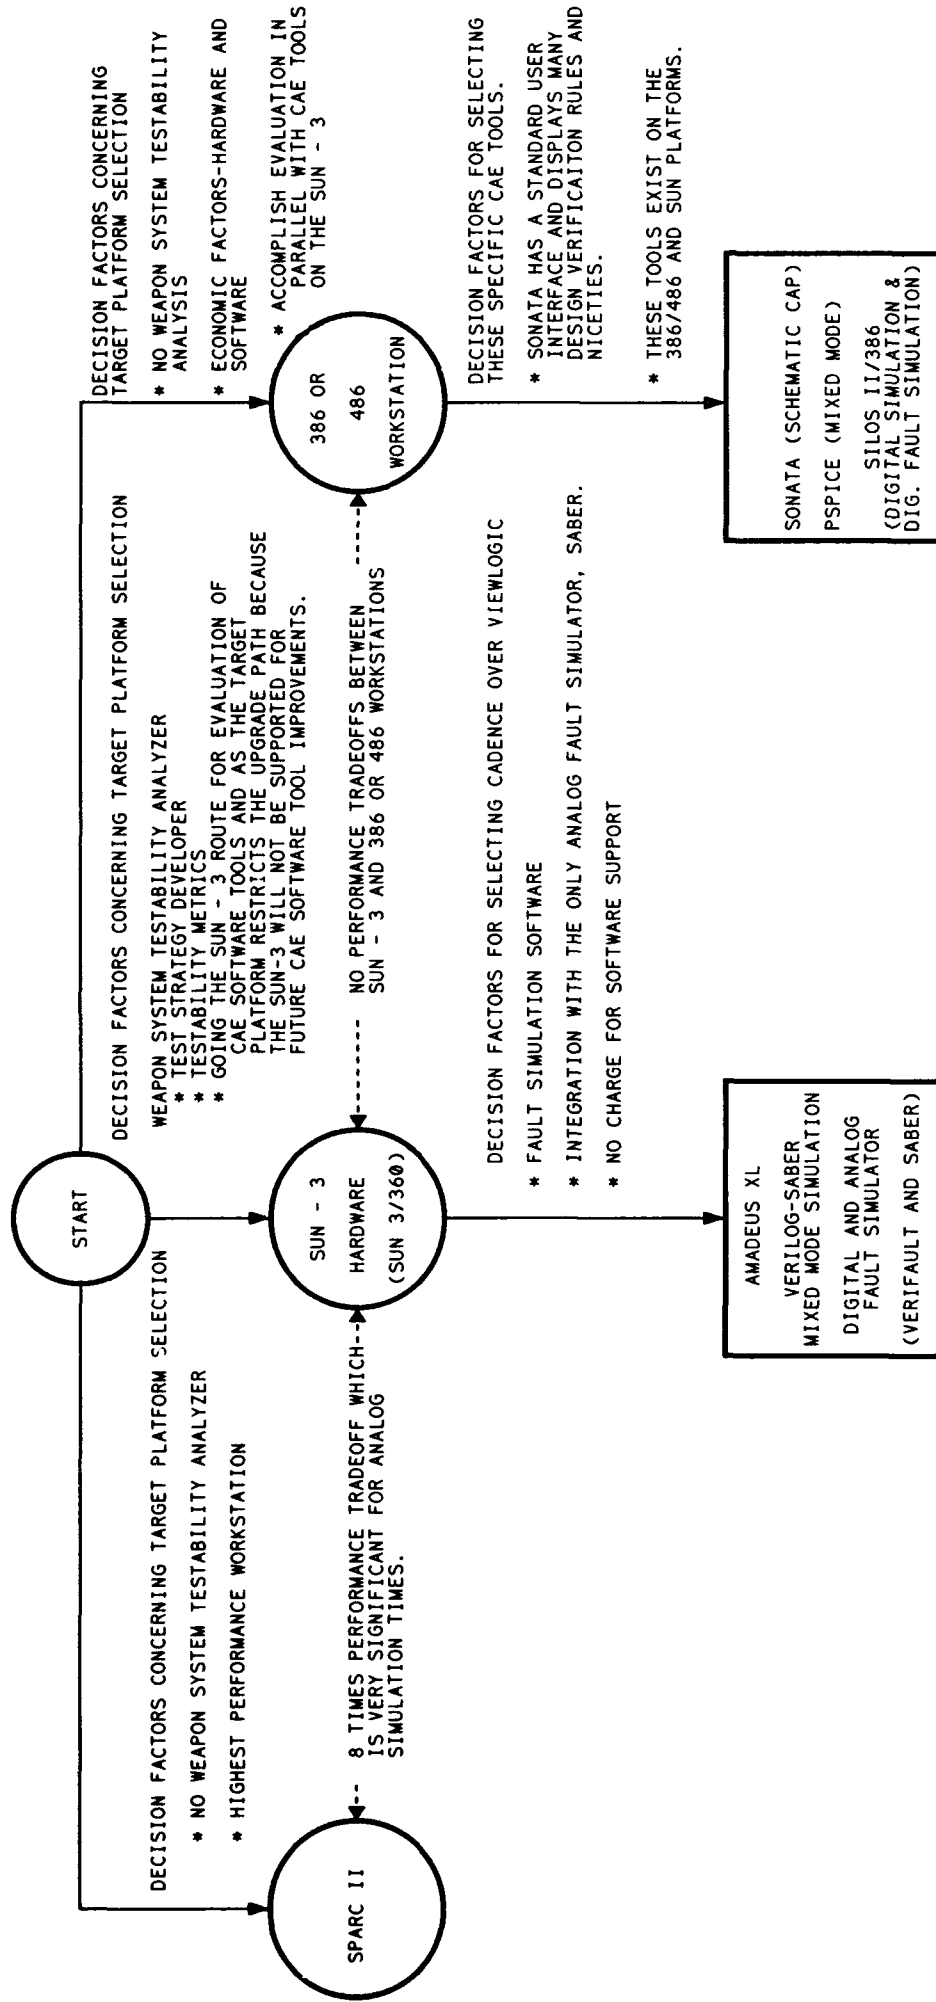 START
DECISION FACTORS CONCERNING TARGET PLATFORM SELECTION
* NO WEAPON SYSTEM TESTABILITY ANALYZER
* HIGHEST PERFORMANCE WORKSTATION
SPARC II
8 TIMES PERFORMANCE TRADEOFF WHICH
IS VERY SIGNIFICANT FOR ANALOG
SIMULATION TIMES.
DECISION FACTORS CONCERNING TARGET PLATFORM SELECTION
WEAPON SYSTEM TESTABILITY ANALYZER
* TEST STRATEGY DEVELOPER
* TESTABILITY METRICS
* GOING THE SUN - 3 ROUTE FOR EVALUATION OF
CAE SOFTWARE TOOLS AND AS THE TARGET
PLATFORM RESTRICTS THE UPGRADE PATH BECAUSE
THE SUN-3 WILL NOT BE SUPPORTED FOR
FUTURE CAE SOFTWARE TOOL IMPROVEMENTS.
SUN - 3
HARDWARE
(SUN 3/360)
NO PERFORMANCE TRADEOFFS BETWEEN
SUN - 3 AND 386 OR 486 WORKSTATIONS
DECISION FACTORS FOR SELECTING CADENCE OVER VIEWLOGIC
* FAULT SIMULATION SOFTWARE
* INTEGRATION WITH THE ONLY ANALOG FAULT SIMULATOR, SABER.
* NO CHARGE FOR SOFTWARE SUPPORT
AMADEUS XL
VERILOG-SABER
MIXED MODE SIMULATION
DIGITAL AND ANALOG
FAULT SIMULATOR
(VERIFAULT AND SABER)
DECISION FACTORS CONCERNING
TARGET PLATFORM SELECTION
* NO WEAPON SYSTEM TESTABILITY
ANALYSIS
* ECONOMIC FACTORS-HARDWARE AND
SOFTWARE
* ACCOMPLISH EVALUATION IN
PARALLEL WITH CAE TOOLS
ON THE SUN - 3
386 OR
486
WORKSTATION
DECISION FACTORS FOR SELECTING
THESE SPECIFIC CAE TOOLS.
* SONATA HAS A STANDARD USER
INTERFACE AND DISPLAYS MANY
DESIGN VERIFICAITON RULES AND
NICETIES.
* THESE TOOLS EXIST ON THE
386/486 AND SUN PLATFORMS.
SONATA (SCHEMATIC CAP)
PSPICE (MIXED MODE)
SILOS II/386
(DIGITAL SIMULATION &
DIG. FAULT SIMULATION)